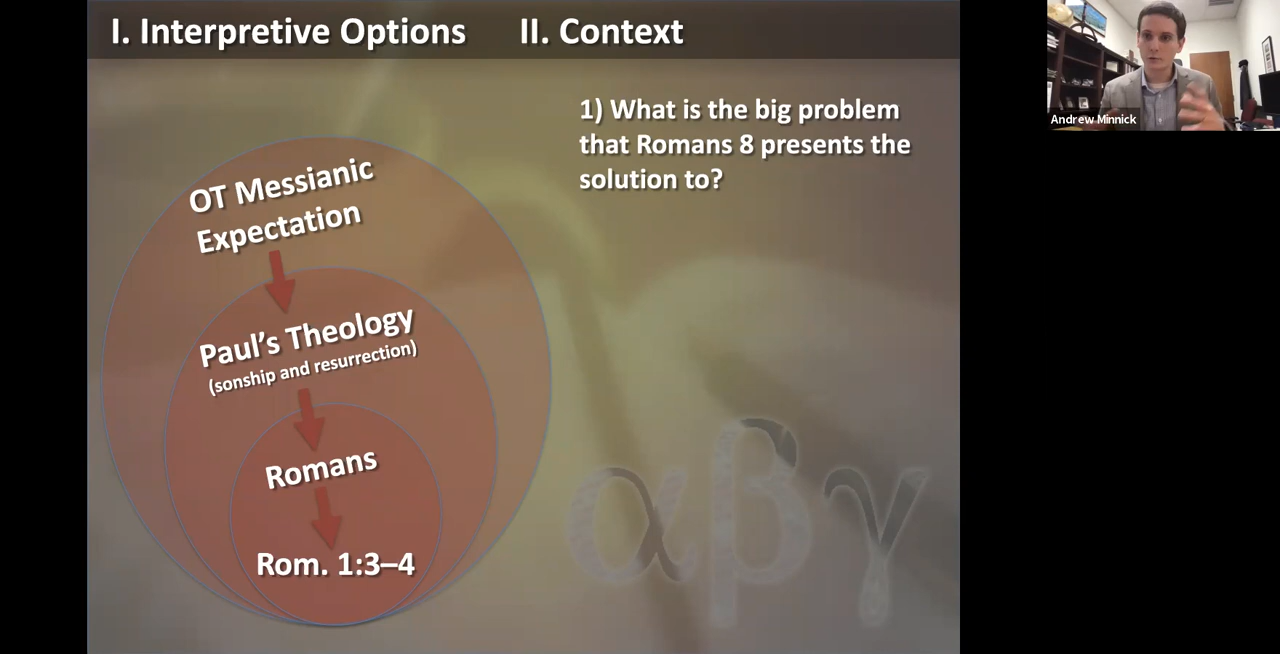 I. Interpretive Options
II. Context
1) What is the big problem
that Romans 8 presents the
solution to?
OT Messianic
Expectation
Paul's Theology
(sonship and resurrection)
Romans
Rom. 1:3–4
αβγ
Andrew Minnick